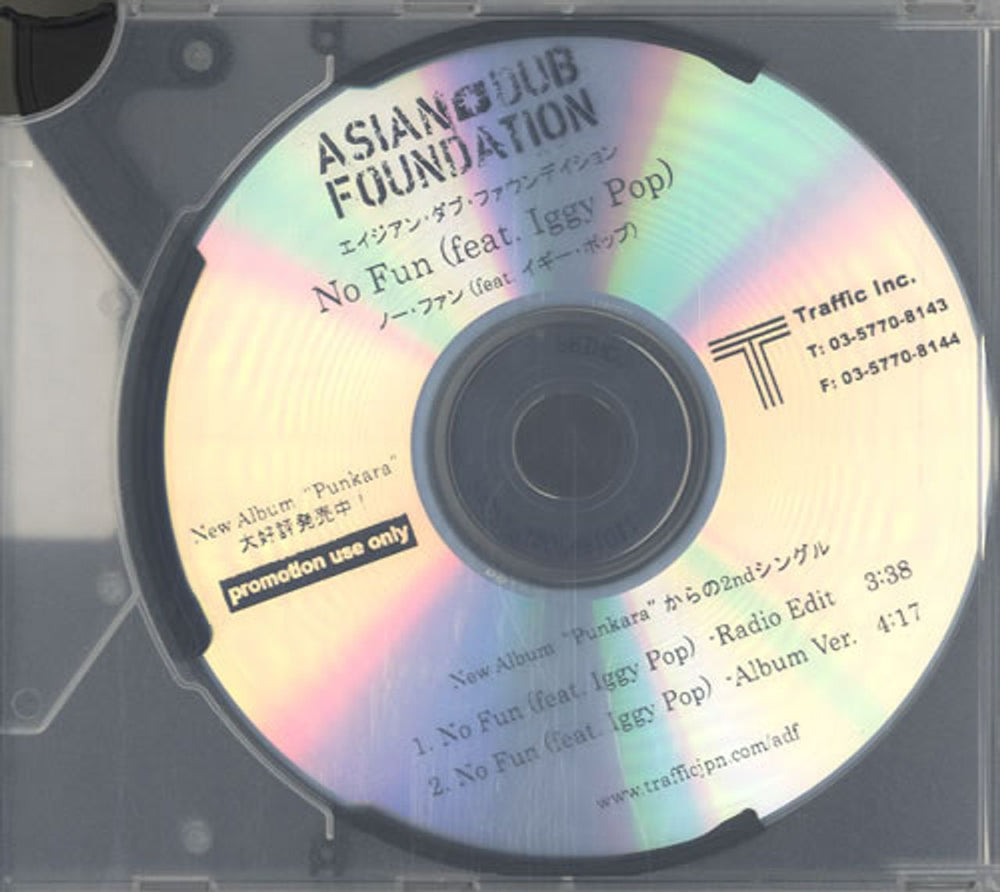 ASIAN DUB
FOUNDATION
エイジアン・ダブ・ファウンデイション
No Fun (feat. Iggy Pop)
ノー・ファン (feat. イギー・ポップ)
Traffic Inc.
T: 03-5770-8143
F: 03-5770-8144
New Album "Punkara"
大好評発売中!
promotion use only
New Album "Punkara" からの2ndシングル
1. No Fun (feat. Iggy Pop) -Radio Edit 3:38
2. No Fun (feat. Iggy Pop) -Album Ver. 4:17
www.trafficjpn.com/adf